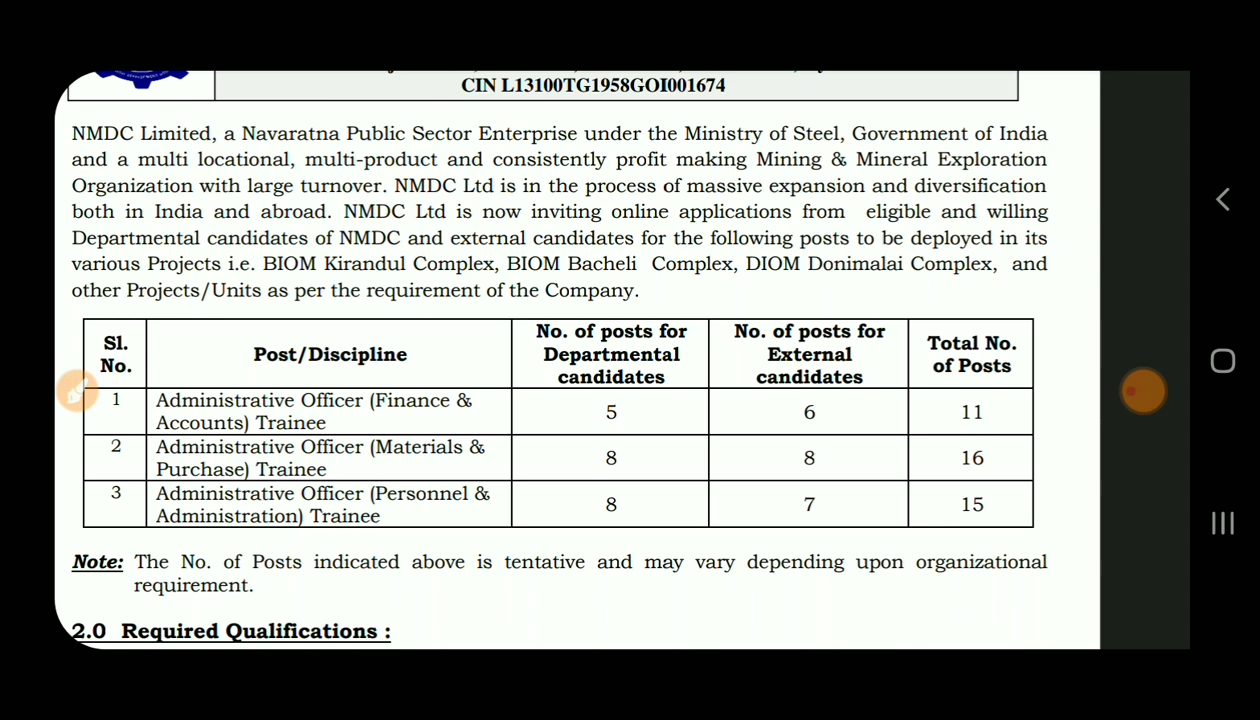 CIN L13100TG1958GOI001674
NMDC Limited, a Navaratna Public Sector Enterprise under the Ministry of Steel, Government of India
and a multi locational, multi-product and consistently profit making Mining & Mineral Exploration
Organization with large turnover. NMDC Ltd is in the process of massive expansion and diversification
both in India and abroad. NMDC Ltd is now inviting online applications from eligible and willing
Departmental candidates of NMDC and external candidates for the following posts to be deployed in its
various Projects i.e. BIOM Kirandul Complex, BIOM Bacheli Complex, DIOM Donimalai Complex, and
other Projects/Units as per the requirement of the Company.
Sl.
No.
Post/Discipline
No. of posts for
Departmental
candidates
No. of posts for
External
candidates
Total No.
of Posts
1
Administrative Officer (Finance &
Accounts) Trainee
5
6
11
2
Administrative Officer (Materials &
Purchase) Trainee
8
8
16
3
Administrative Officer (Personnel &
Administration) Trainee
8
7
15
Note: The No. of Posts indicated above is tentative and may vary depending upon organizational
requirement.
2.0 Required Qualifications :